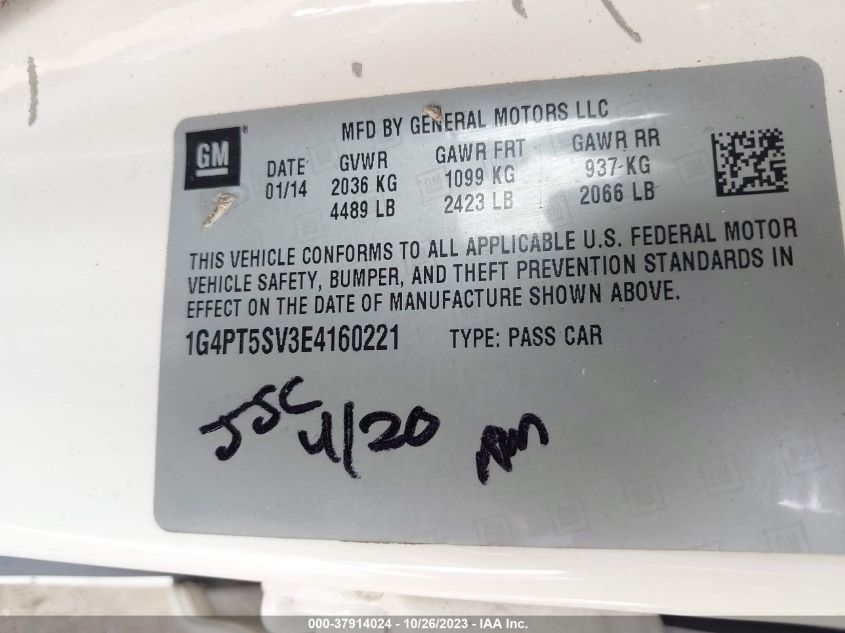 MFD BY GENERAL MOTORS LLC
GM
DATE GVWR GAWR FRT GAWR RR
01/14 2036 KG 1099 KG 937 KG
4489 LB 2423 LB 2066 LB
THIS VEHICLE CONFORMS TO ALL APPLICABLE U.S. FEDERAL MOTOR
VEHICLE SAFETY, BUMPER, AND THEFT PREVENTION STANDARDS IN
EFFECT ON THE DATE OF MANUFACTURE SHOWN ABOVE.
1G4PT5SV3E4160221 TYPE: PASS CAR
JSC 4/20
000-37914024 - 10/26/2023 - IAA Inc.